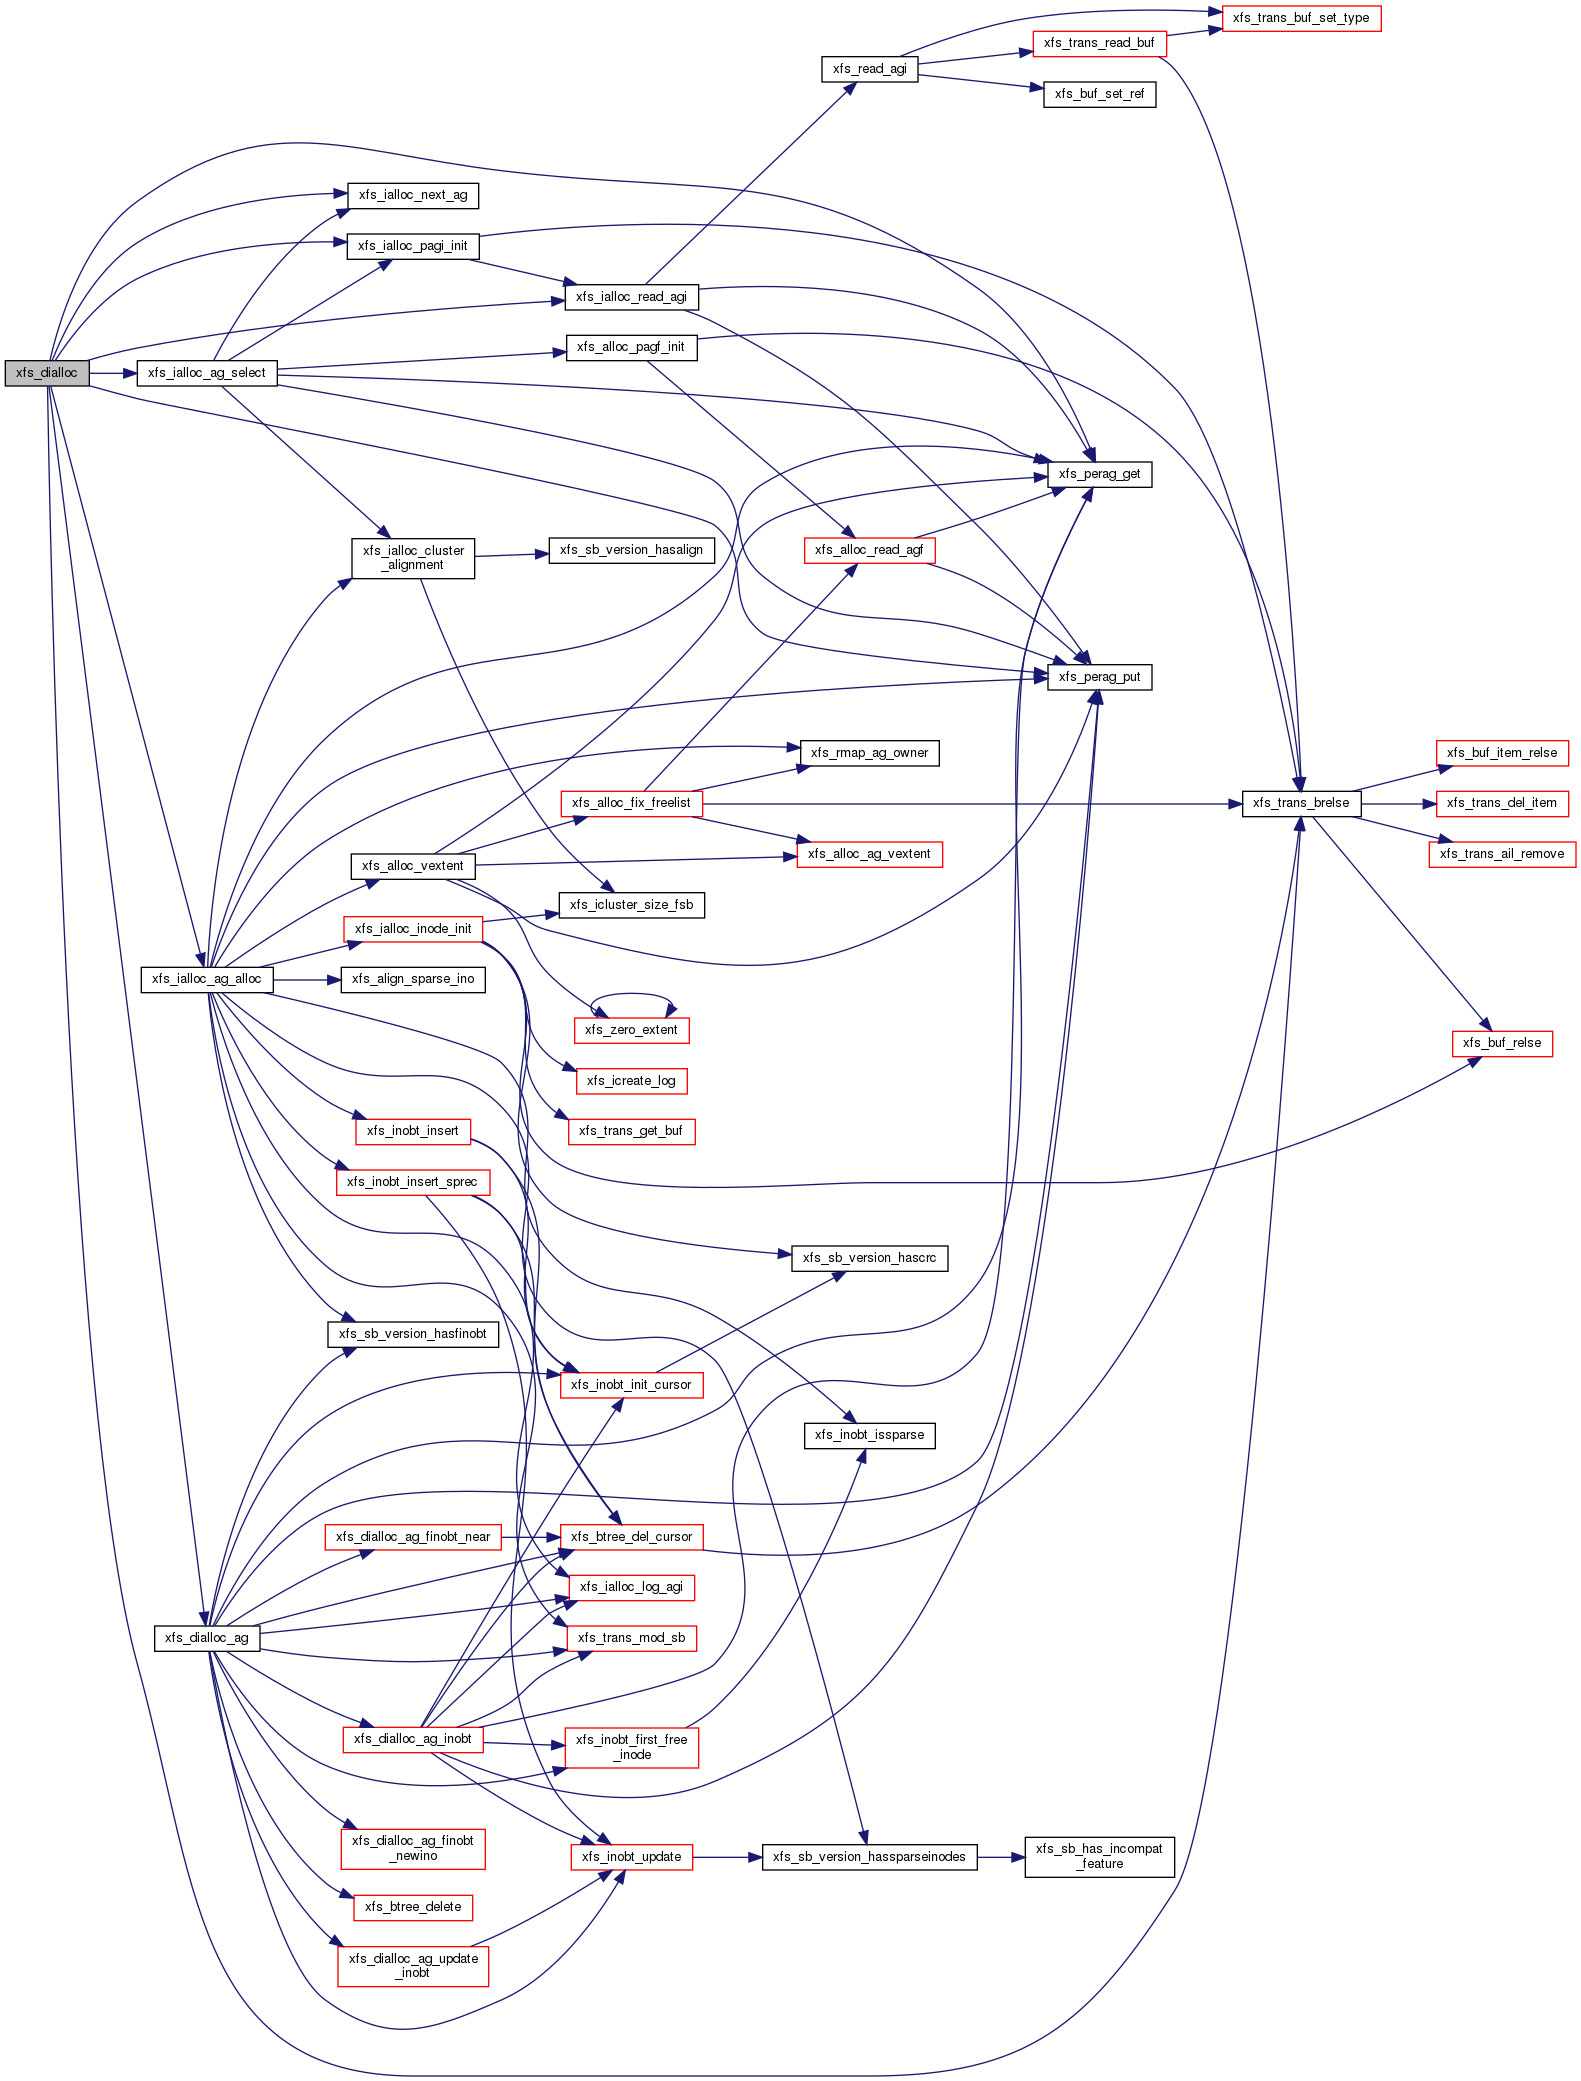 xfs_trans_buf_set_type
xfs_trans_read_buf
xfs_read_agi
xfs_buf_set_ref
xfs_ialloc_next_ag
xfs_ialloc_pagi_init
xfs_ialloc_read_agi
xfs_alloc_pagf_init
xfs_dialloc
xfs_ialloc_ag_select
xfs_perag_get
xfs_ialloc_cluster
_alignment
xfs_sb_version_hasalign
xfs_alloc_read_agf
xfs_perag_put
xfs_rmap_ag_owner
xfs_buf_item_relse
xfs_alloc_fix_freelist
xfs_trans_brelse
xfs_trans_del_item
xfs_alloc_vextent
xfs_alloc_ag_vextent
xfs_trans_ail_remove
xfs_icluster_size_fsb
xfs_ialloc_inode_init
xfs_ialloc_ag_alloc
xfs_align_sparse_ino
xfs_zero_extent
xfs_buf_relse
xfs_icreate_log
xfs_inobt_insert
xfs_trans_get_buf
xfs_inobt_insert_sprec
xfs_sb_version_hascrc
xfs_sb_version_hasfinobt
xfs_inobt_init_cursor
xfs_inobt_issparse
xfs_dialloc_ag_finobt_near
xfs_btree_del_cursor
xfs_ialloc_log_agi
xfs_dialloc_ag
xfs_trans_mod_sb
xfs_dialloc_ag_inobt
xfs_inobt_first_free
_inode
xfs_dialloc_ag_finobt
_newino
xfs_inobt_update
xfs_sb_version_hassparseinodes
xfs_sb_has_incompat
_feature
xfs_btree_delete
xfs_dialloc_ag_update
_inobt